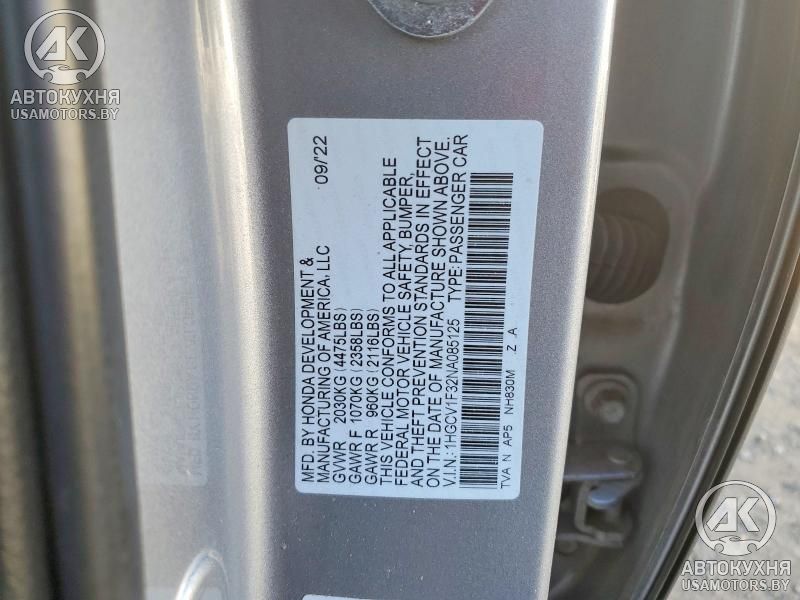 АВТОКУХНЯ
USAMOTORS.BY
MFD. BY HONDA DEVELOPMENT & 09/22
MANUFACTURING OF AMERICA, LLC
GVWR 2030KG (4475LBS)
GAWR F 1070KG (2358LBS)
GAWR R 960KG (2116LBS)
THIS VEHICLE CONFORMS TO ALL APPLICABLE
FEDERAL MOTOR VEHICLE SAFETY, BUMPER,
AND THEFT PREVENTION STANDARDS IN EFFECT
ON THE DATE OF MANUFACTURE SHOWN ABOVE.
V.I.N.: 1HGCV1F32NA085125 TYPE: PASSENGER CAR
TVA N AP5 NH830M Z A
АВТОКУХНЯ
USAMOTORS.BY